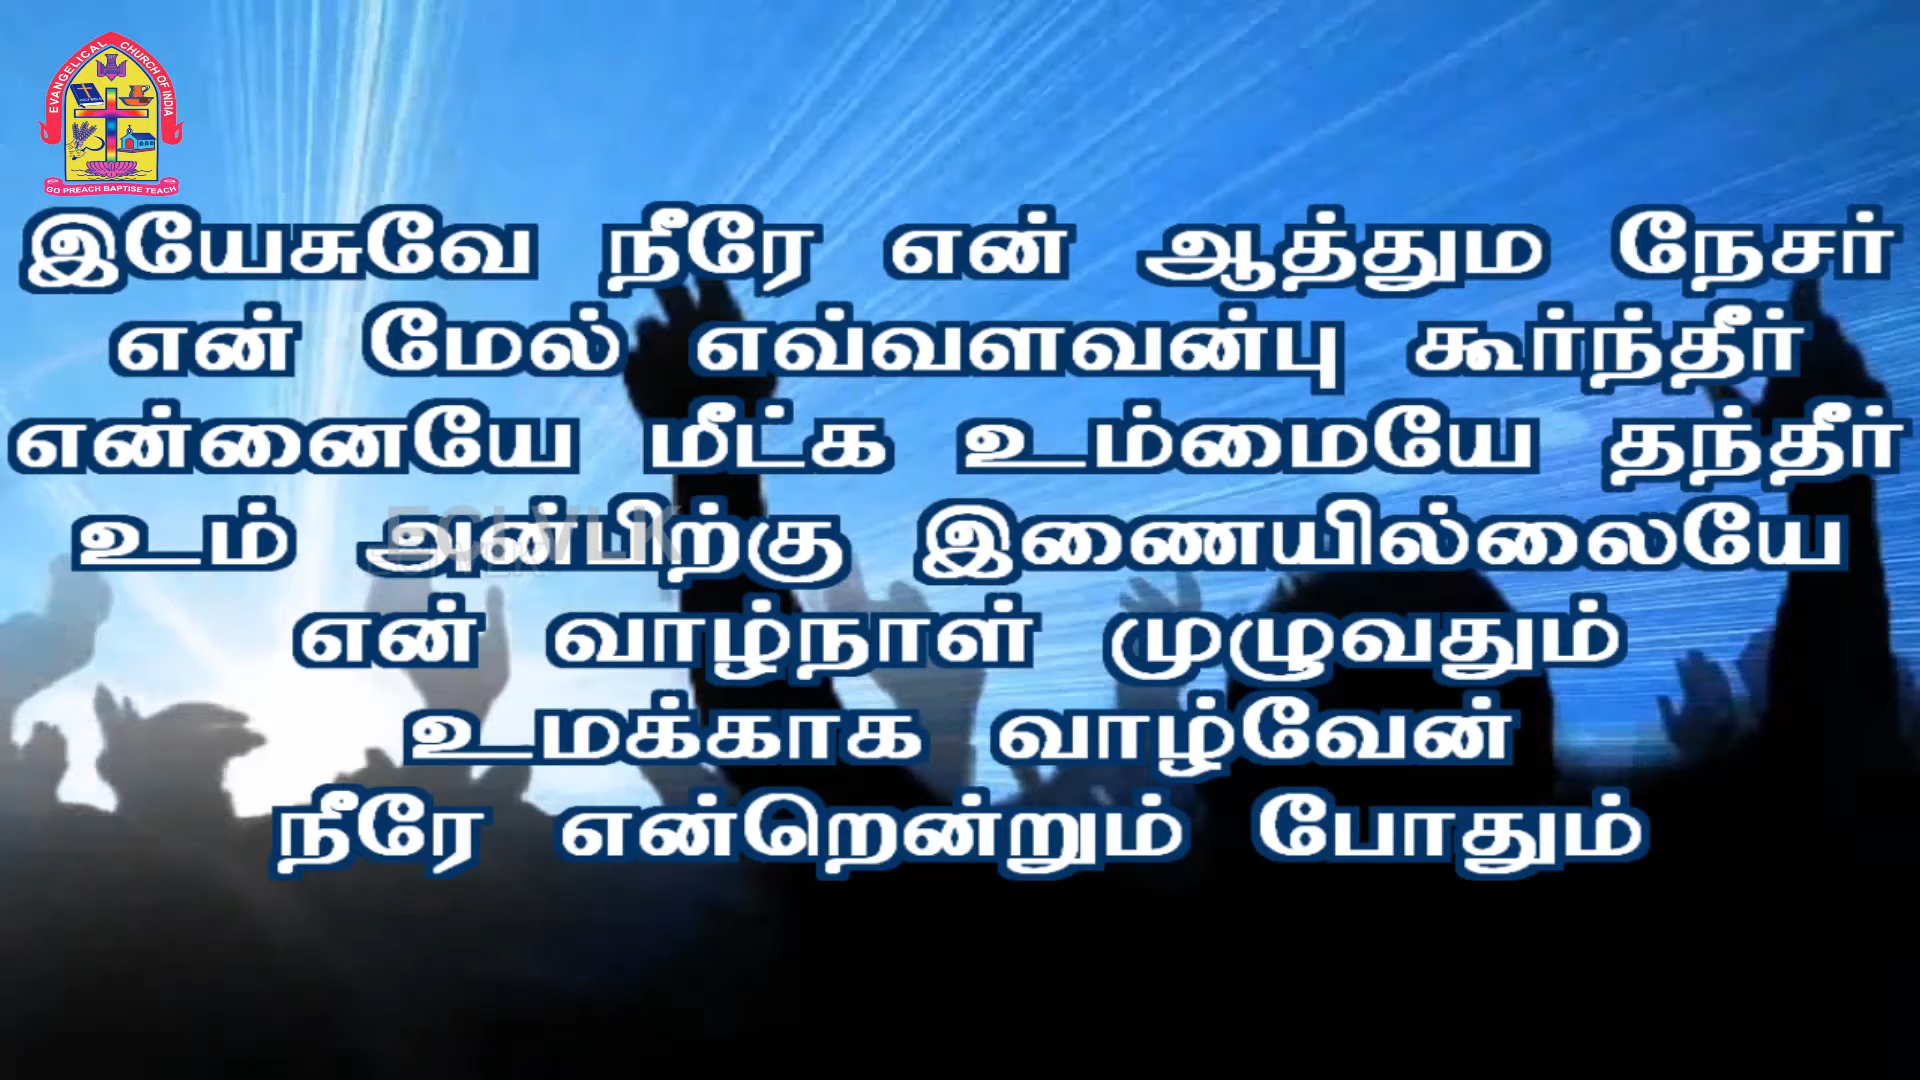 EVANGELICAL CHURCH OF INDIA
GO PREACH BAPTISE TEACH
இயேசுவே நீரே என் ஆத்தும நேசர்
என் மேல் எவ்வளவன்பு கூர்ந்தீர்
என்னையே மீட்க உம்மையே தந்தீர்
உம் அன்பிற்கு இணையில்லையே
என் வாழ்நாள் முழுவதும்
உமக்காக வாழ்வேன்
நீரே என்றென்றும் போதும்